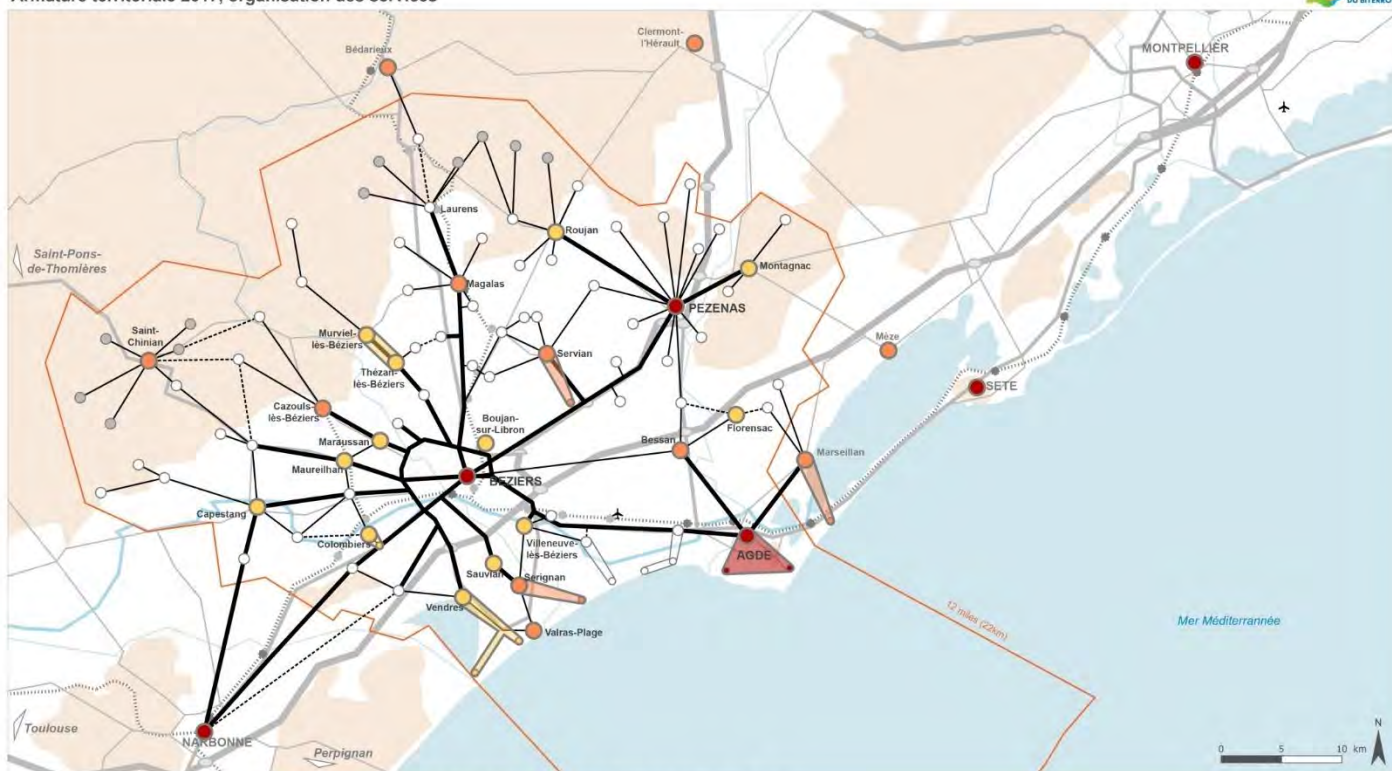 Armature territoriale 2017, organisation des services
DU BITERROIS
Clermont-
l'Hérault
Bédarieux
MONTPELLIER
Laurens
Roujan
Saint-Pons-
de-Thomières
Montagnac
Magalas
PEZENAS
Saint-
Chinian
Murviel-
lès-Béziers
Mèze
Servian
Thézan-
lès-Béziers
SETE
Cazouls-
lès-Béziers
Boujan-
sur-Libron
Florensac
Maraussan
Bessan
Marseillan
Maureilhan
BEZIERS
Capestang
Colombiers
Villeneuve-
lès-Béziers
AGDE
Sauvian
Sérignan
Vendres
12 miles (22km)
Mer Méditerrannée
Valras-Plage
Toulouse
NARBONNE
Perpignan
N
0 5 10 km